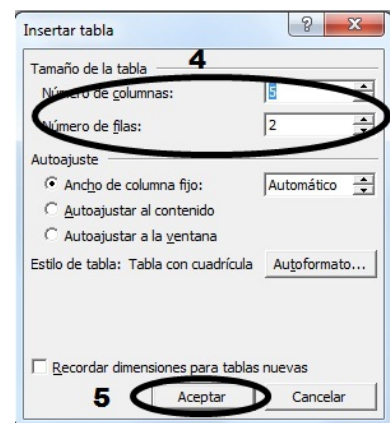 Insertar tabla
4
Tamaño de la tabla
Número de columnas: 5
Número de filas: 2
Autoajuste
Ancho de columna fijo: Automático
Autoajustar al contenido
Autoajustar a la ventana
Estilo de tabla: Tabla con cuadrícula Autoformato...
Recordar dimensiones para tablas nuevas
5 Aceptar Cancelar